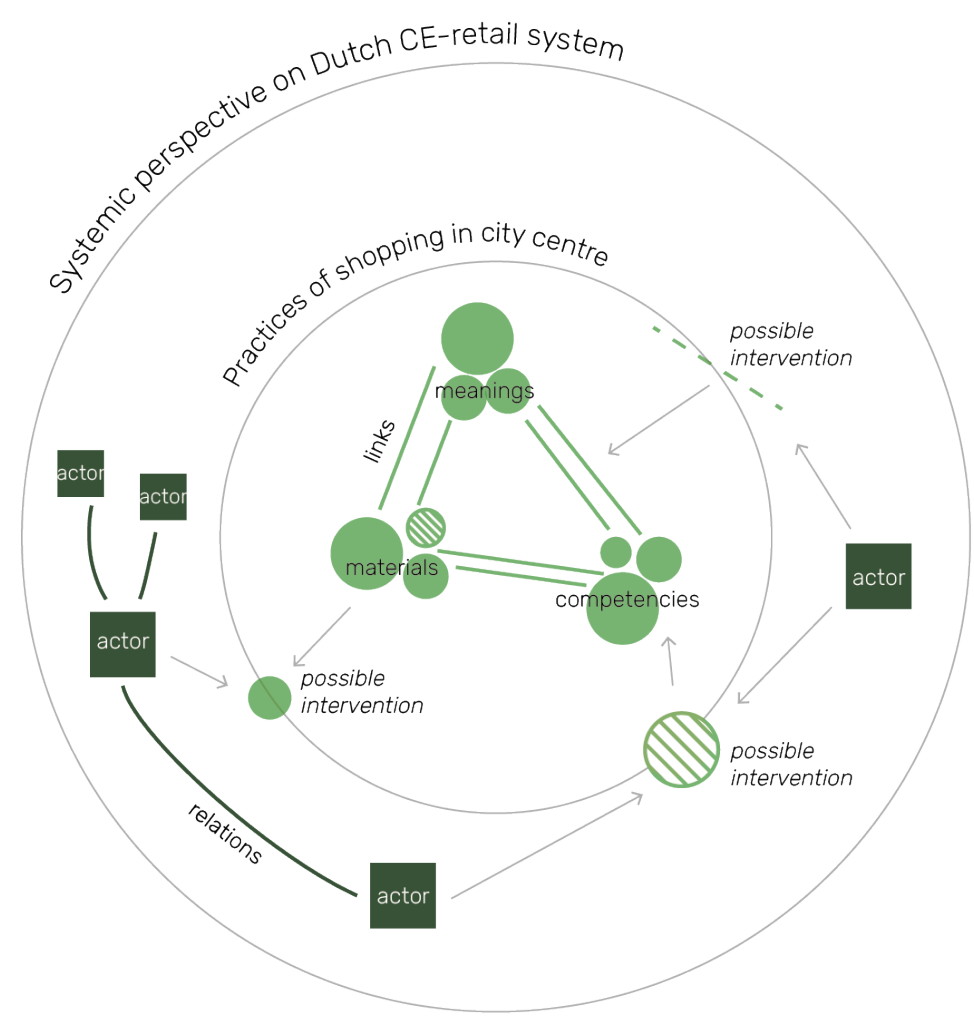 Systemic perspective on Dutch CE-retail system
Practices of shopping in city centre
possible
intervention
meanings
links
actor
actor
materials
actor
competencies
actor
possible
intervention
possible
intervention
relations
actor